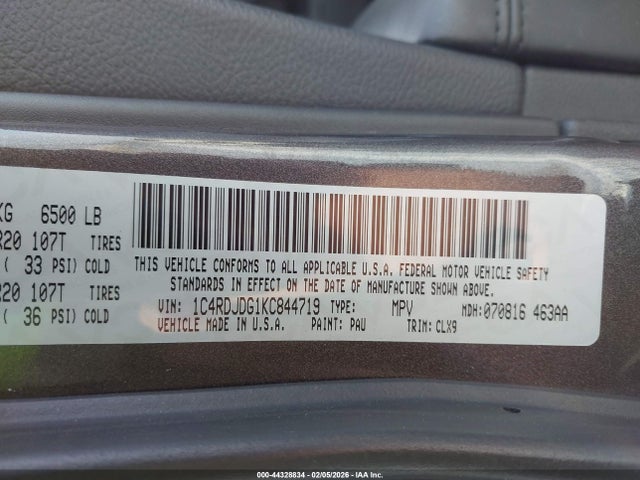 KG 6500 LB
R20 107T TIRES
( 33 PSI) COLD
R20 107T TIRES
( 36 PSI) COLD
THIS VEHICLE CONFORMS TO ALL APPLICABLE U.S.A. FEDERAL MOTOR VEHICLE SAFETY
STANDARDS IN EFFECT ON THE DATE OF MANUFACTURE SHOWN ABOVE.
VIN: 1C4RDJDG1KC844719 TYPE: MPV MDH: 070816 463AA
VEHICLE MADE IN U.S.A. PAINT: PAU TRIM: CLX9
000-44328834 | 02/05/2026 | IAA Inc.